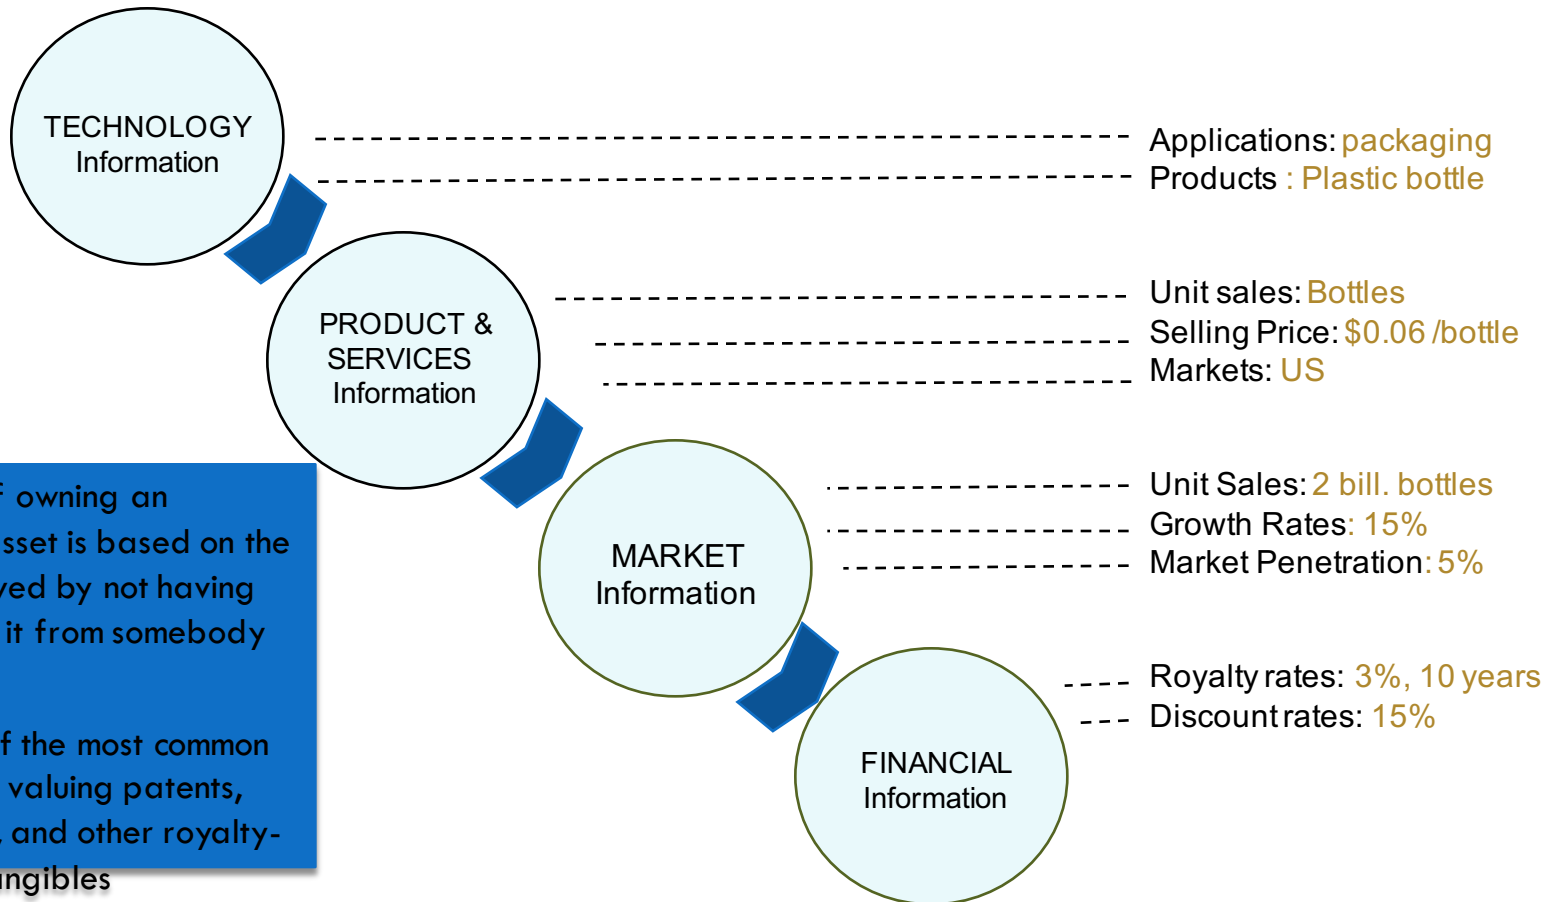 TECHNOLOGY
Information
Applications: packaging
Products : Plastic bottle
PRODUCT &
SERVICES
Information
Unit sales: Bottles
Selling Price: $0.06 /bottle
Markets: US
MARKET
Information
Unit Sales: 2 bill. bottles
Growth Rates: 15%
Market Penetration: 5%
FINANCIAL
Information
Royalty rates: 3%, 10 years
Discount rates: 15%
owning an
asset is based on the
by not having
it from somebody
of the most common
valuing patents,
and other royalty-